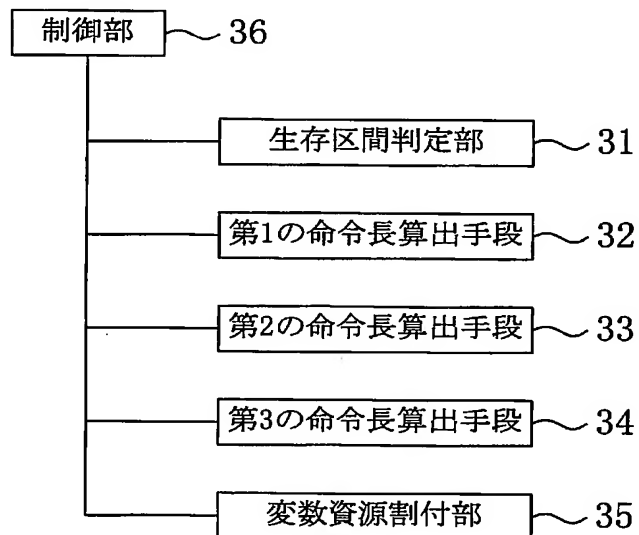 制御部 36
生存区間判定部 31
第1の命令長算出手段 32
第2の命令長算出手段 33
第3の命令長算出手段 34
変数資源割付部 35